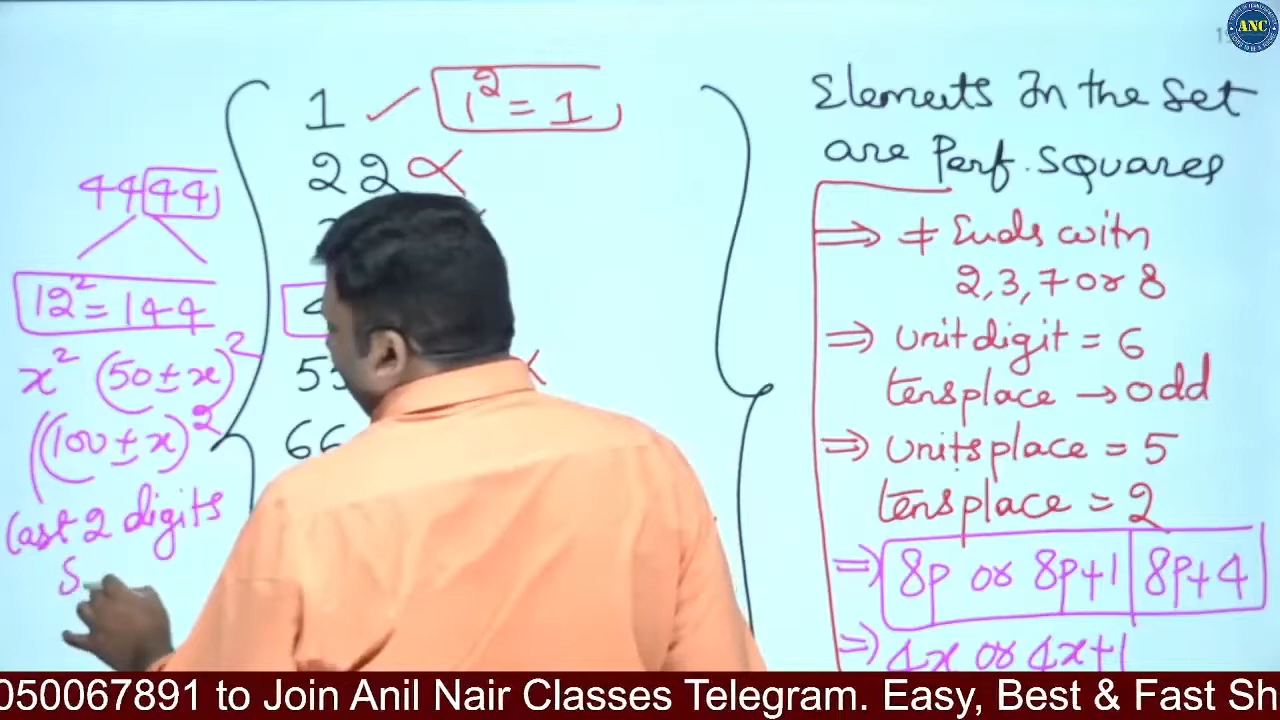 ANC
1 ✓ 1² = 1
22 ×
4444
12² = 144
x² (50 ± x)²
(100 ± x)²
Last 2 digits
S
55
66
Elements In the Set
are Perf. Squares
⇒ ≠ Ends with
2, 3, 7 or 8
⇒ unit digit = 6
tens place → odd
⇒ units place = 5
tens place = 2
⇒ 8p or 8p+1 8p+4
⇒ 4x or 4x+1
050067891 to Join Anil Nair Classes Telegram. Easy, Best & Fast Sh